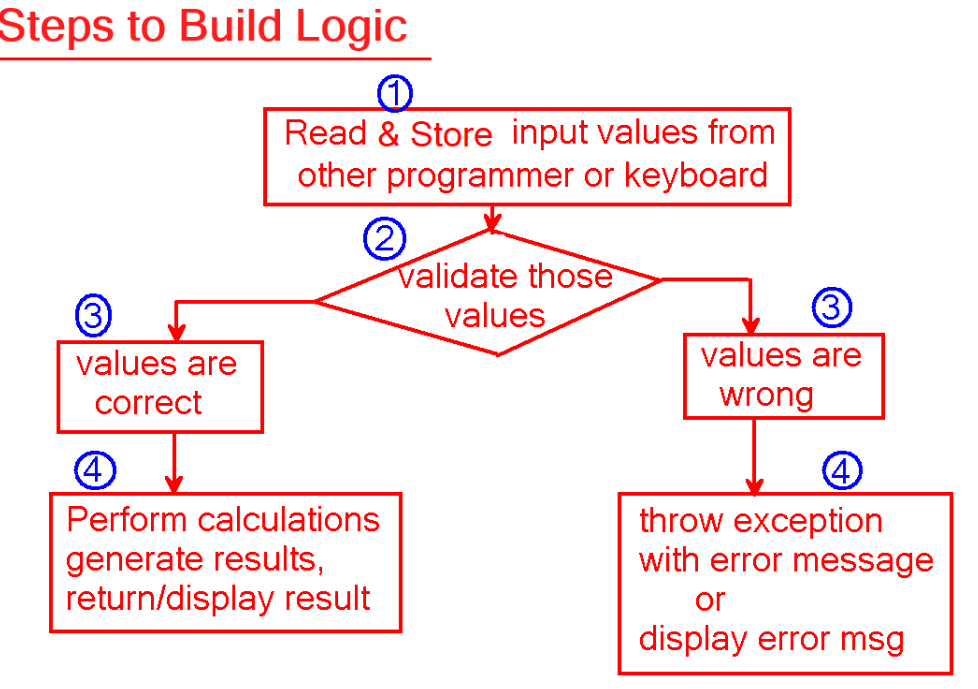 Steps to Build Logic
1
Read & Store input values from
other programmer or keyboard
2
validate those
values
3
values are
correct
3
values are
wrong
4
Perform calculations
generate results,
return/display result
4
throw exception
with error message
or
display error msg